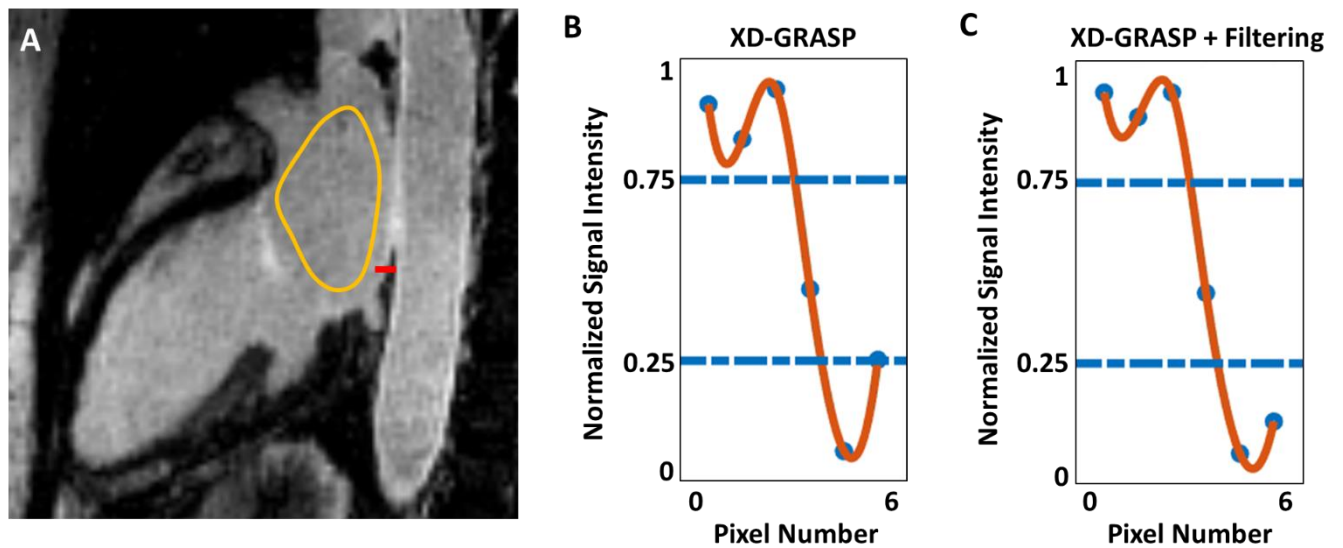 A
B
XD-GRASP
Normalized Signal Intensity
1
0.75
0.25
0
0
6
Pixel Number
C
XD-GRASP + Filtering
Normalized Signal Intensity
1
0.75
0.25
0
0
6
Pixel Number